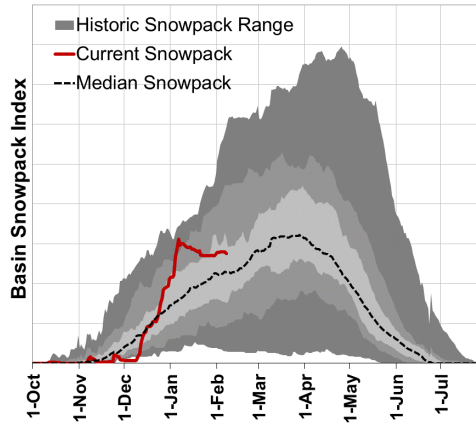 Historic Snowpack Range
Current Snowpack
Median Snowpack
Basin Snowpack Index
1-Oct
1-Nov
1-Dec
1-Jan
1-Feb
1-Mar
1-Apr
1-May
1-Jun
1-Jul